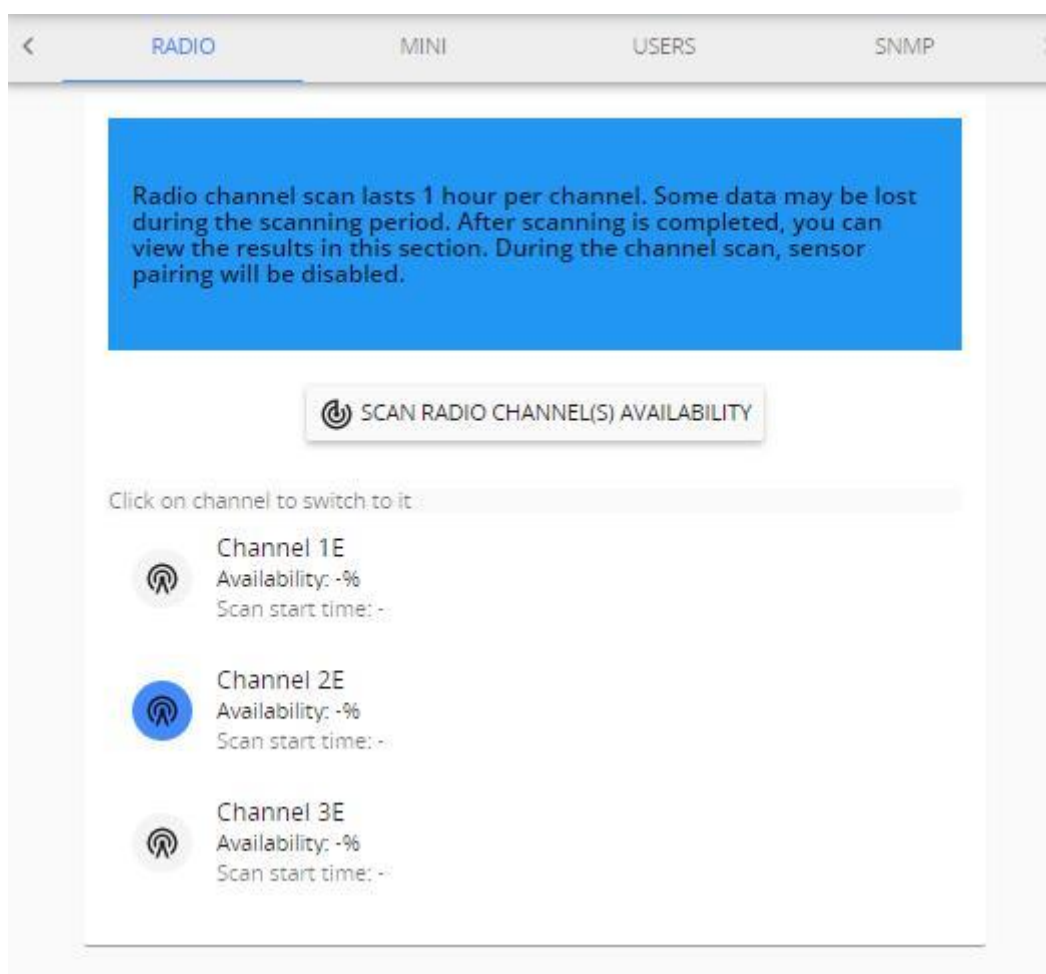 RADIO MINI USERS SNMP
Radio channel scan lasts 1 hour per channel. Some data may be lost
during the scanning period. After scanning is completed, you can
view the results in this section. During the channel scan, sensor
pairing will be disabled.
SCAN RADIO CHANNEL(S) AVAILABILITY
Click on channel to switch to it
Channel 1E
Availability: -%
Scan start time: -
Channel 2E
Availability: -%
Scan start time: -
Channel 3E
Availability: -%
Scan start time: -